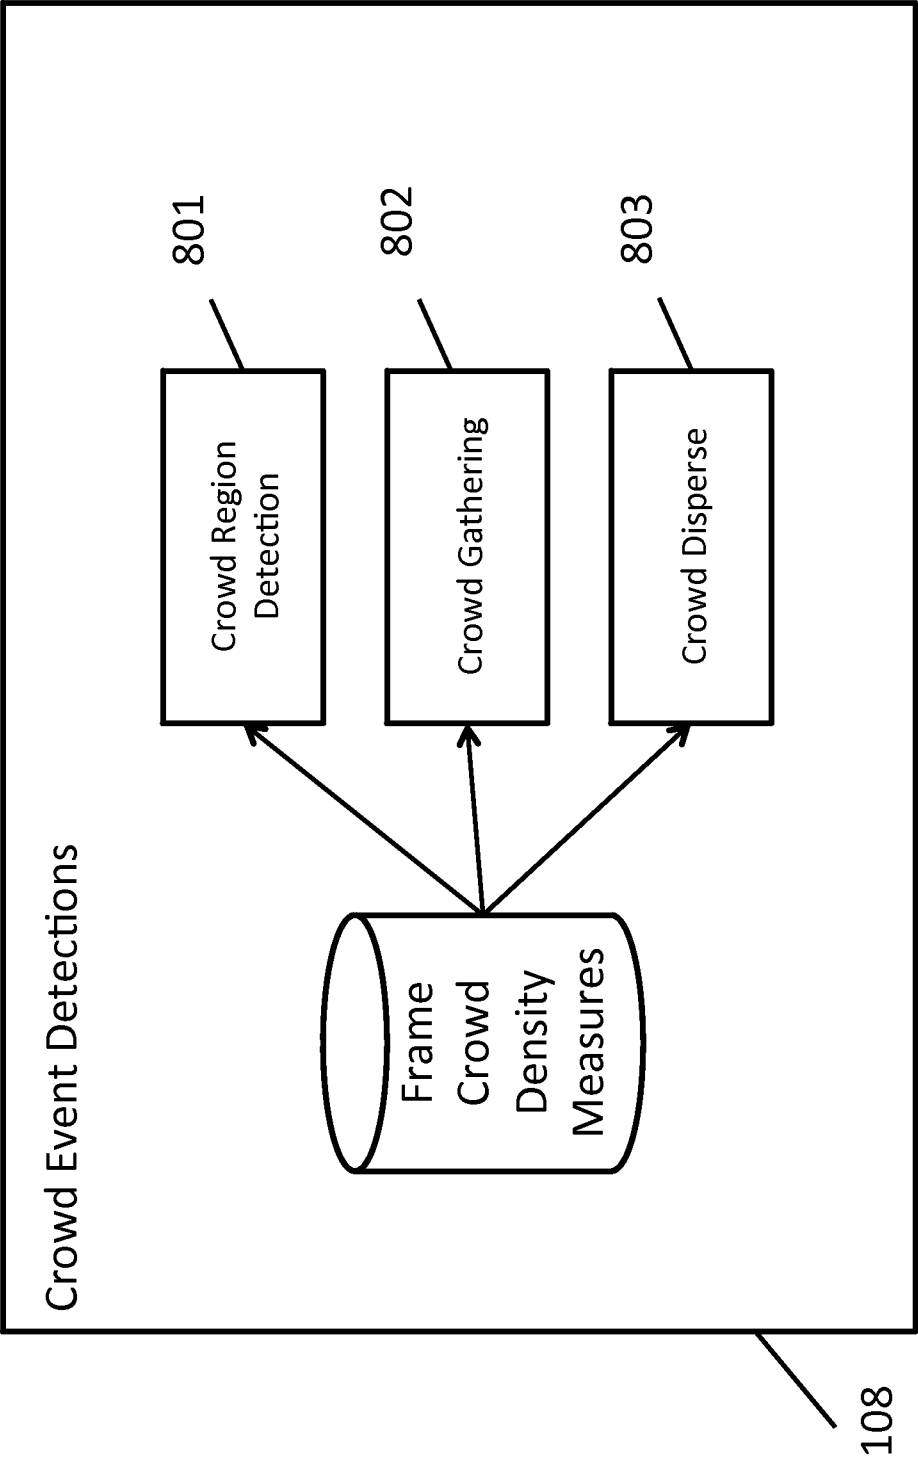 Crowd Event Detections
Frame
Crowd
Density
Measures
Crowd Region
Detection
801
Crowd Gathering
802
Crowd Disperse
803
108